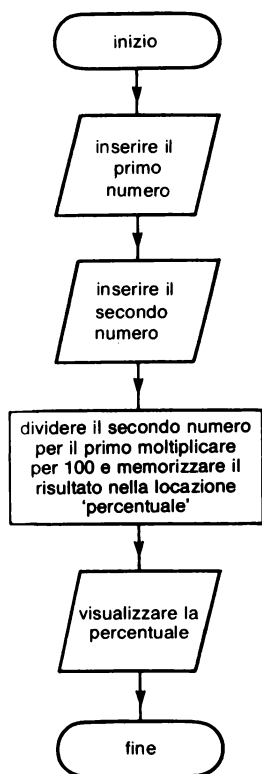 inizio
inserire il
primo
numero
inserire il
secondo
numero
dividere il secondo numero
per il primo moltiplicare
per 100 e memorizzare il
risultato nella locazione
'percentuale'
visualizzare la
percentuale
fine